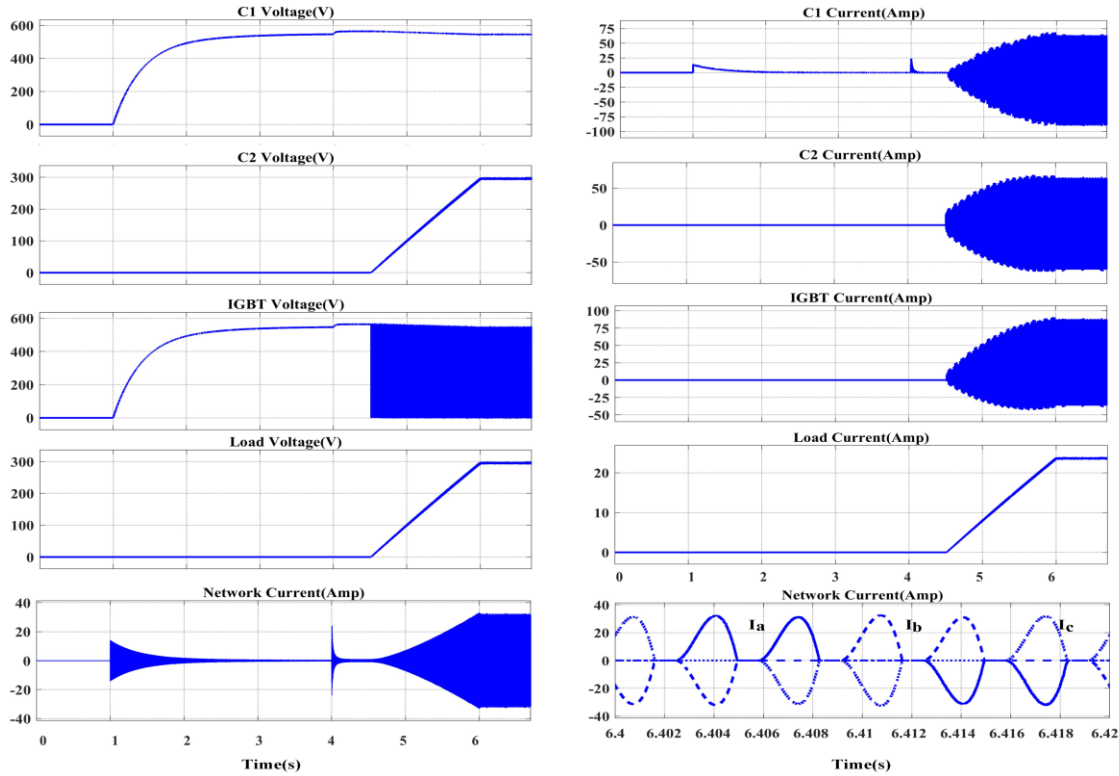 C1 Voltage(V)
600
400
200
0
C2 Voltage(V)
300
200
100
0
IGBT Voltage(V)
600
400
200
0
Load Voltage(V)
300
200
100
0
Network Current(Amp)
40
20
0
-20
-40
0 1 2 3 4 5 6
Time(s)
C1 Current(Amp)
75
50
25
0
-25
-50
-75
-100
C2 Current(Amp)
50
0
-50
IGBT Current(Amp)
100
75
50
25
0
-25
-50
Load Current(Amp)
20
10
0
0 1 2 3 4 5 6
Network Current(Amp)
40
20
0
-20
-40
Ia Ib Ic
6.4 6.402 6.404 6.406 6.408 6.41 6.412 6.414 6.416 6.418 6.42
Time(s)